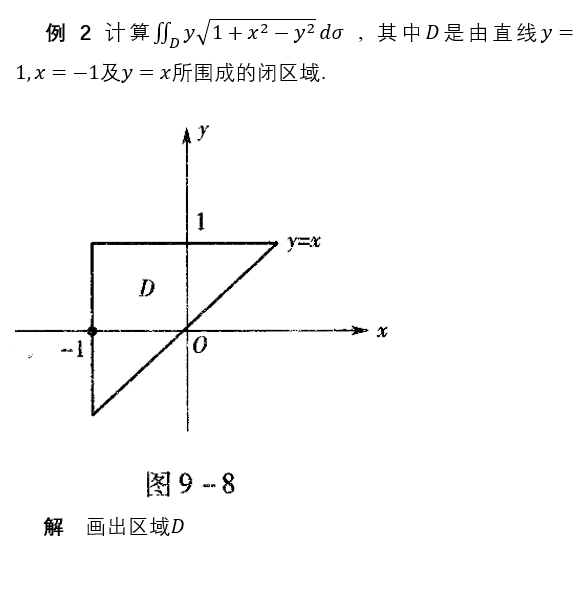 例 2 计算∬_D y√(1 + x² − y²) dσ ，其中D是由直线y =
1, x = −1及y = x所围成的闭区域.
y
1
y=x
D
x
−1
O
图 9-8
解 画出区域D